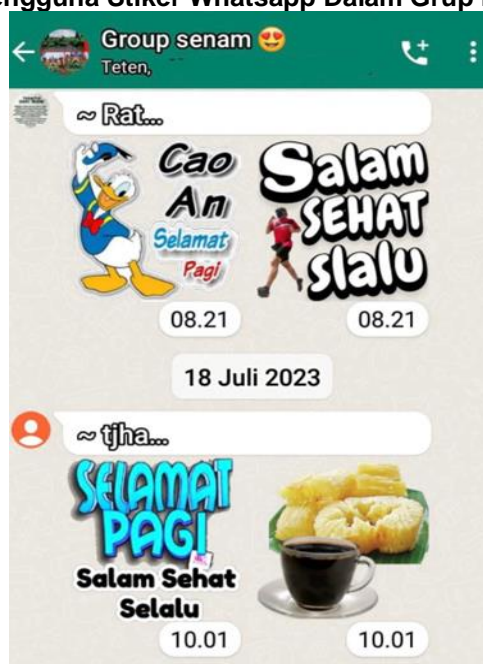 engguna Stiker Whatsapp Dalam Grup
Group senam 😍
Teten,
~ Rat...
Cao
An
Selamat
Pagi
Salam
SEHAT
slalu
08.21
08.21
18 Juli 2023
~ tjha...
SELAMAT
PAGI
Salam Sehat
Selalu
10.01
10.01